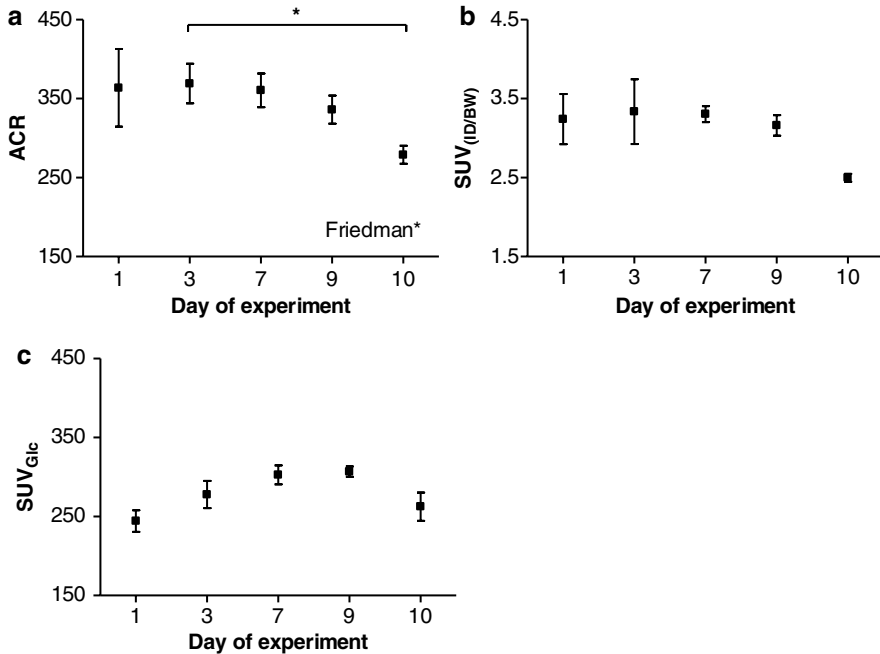 a
450
350
250
150
ACR
*
Friedman*
1 3 7 9 10
Day of experiment
b
4.5
3.5
2.5
1.5
SUV(ID/BW)
1 3 7 9 10
Day of experiment
c
450
350
250
150
SUVGlc
1 3 7 9 10
Day of experiment